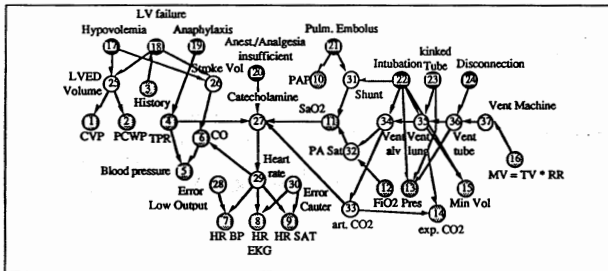 LV failure
Hypovolemia
Anaphylaxis
Pulm. Embolus
Anest./Analgesia
insufficient
Intubation
kinked
Tube
Disconnection
17
18
19
20
21
22
23
24
LVED
Volume
25
3
History
Stroke Vol
26
PAP
10
31
Shunt
Catecholamine
SaO2
Vent Machine
1
CVP
2
PCWP
4
TPR
6
CO
27
11
34
35
36
37
Vent
alv
Vent
lung
Vent
tube
PA Sat
32
16
MV = TV * RR
Blood pressure
5
Heart
rate
29
Error
Low Output
28
30
Error
Cauter
12
FiO2
13
Pres
15
Min Vol
7
HR BP
8
HR
EKG
9
HR SAT
33
art. CO2
14
exp. CO2